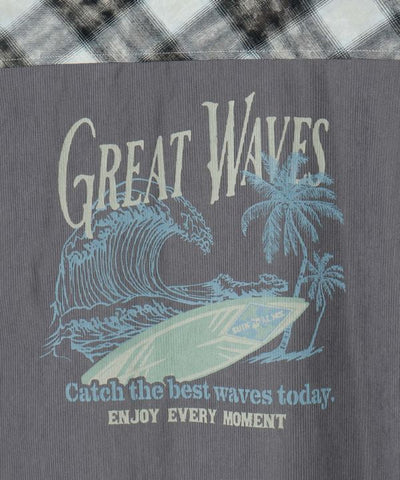 GREAT WAVES
Catch the best waves today.
ENJOY EVERY MOMENT